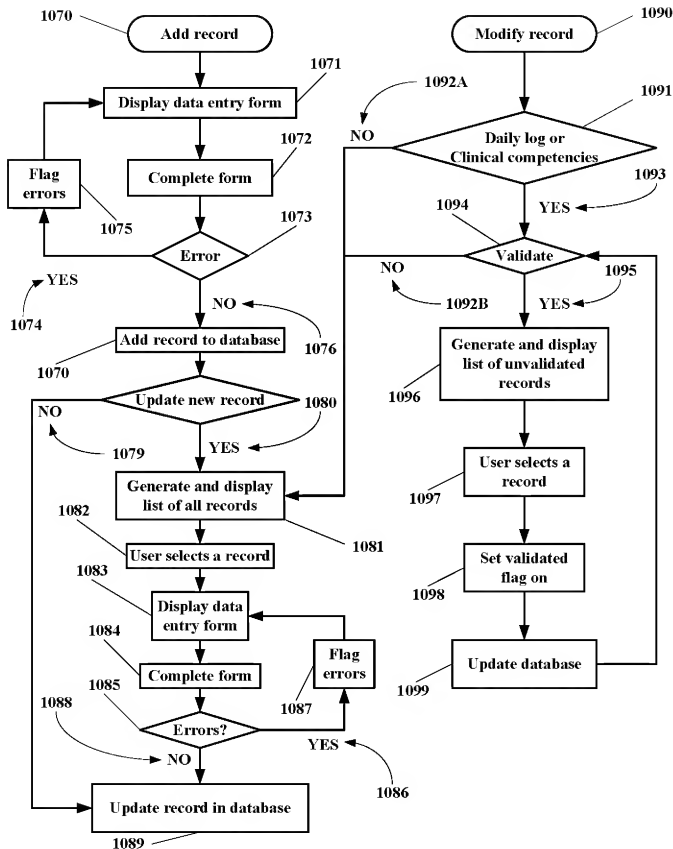 1070
Add record
1071
Display data entry form
1072
Complete form
Flag
errors
1075
1073
Error
YES
1074
NO
1076
Add record to database
1070
Update new record
1080
NO
1079
YES
Generate and display
list of all records
1081
1082
User selects a record
1083
Display data
entry form
1084
Complete form
Flag
errors
1087
1085
1088
Errors?
YES
1086
NO
Update record in database
1089
Modify record
1090
1092A
NO
1091
Daily log or
Clinical competencies
1093
YES
1094
Validate
NO
1092B
1095
YES
Generate and display
list of unvalidated
records
1096
User selects a
record
1097
Set validated
flag on
1098
Update database
1099